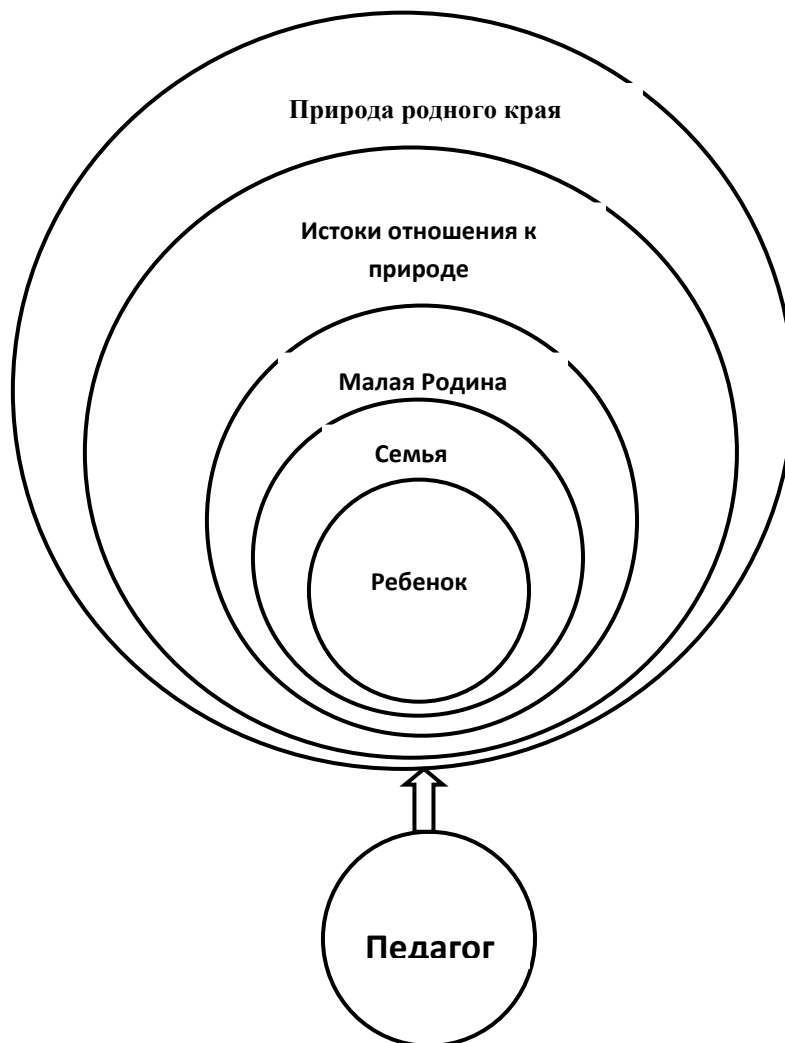 Природа родного края
Истоки отношения к
природе
Малая Родина
Семья
Ребенок
Педагог